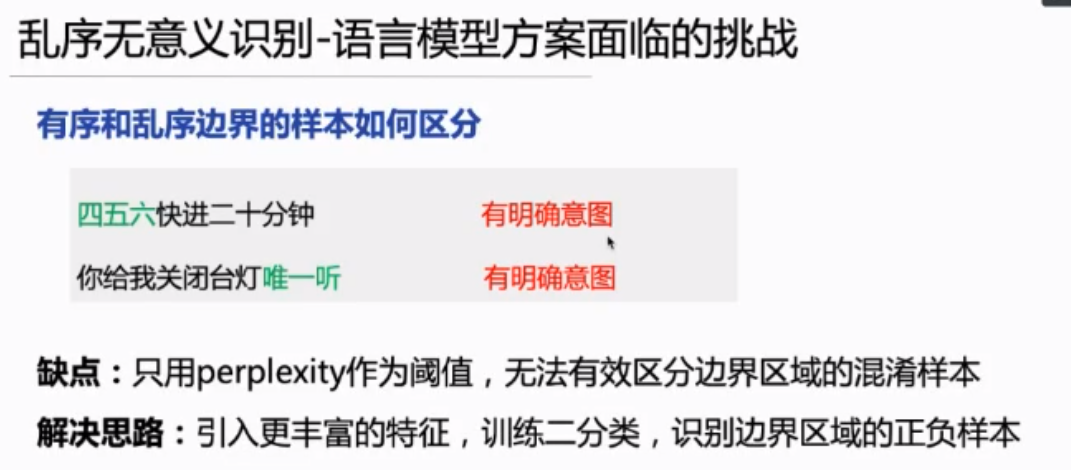 乱序无意义识别-语言模型方案面临的挑战
有序和乱序边界的样本如何区分
四五六快进二十分钟 有明确意图
你给我关闭台灯唯一听 有明确意图
缺点：只用perplexity作为阈值，无法有效区分边界区域的混淆样本
解决思路：引入更丰富的特征，训练二分类，识别边界区域的正负样本